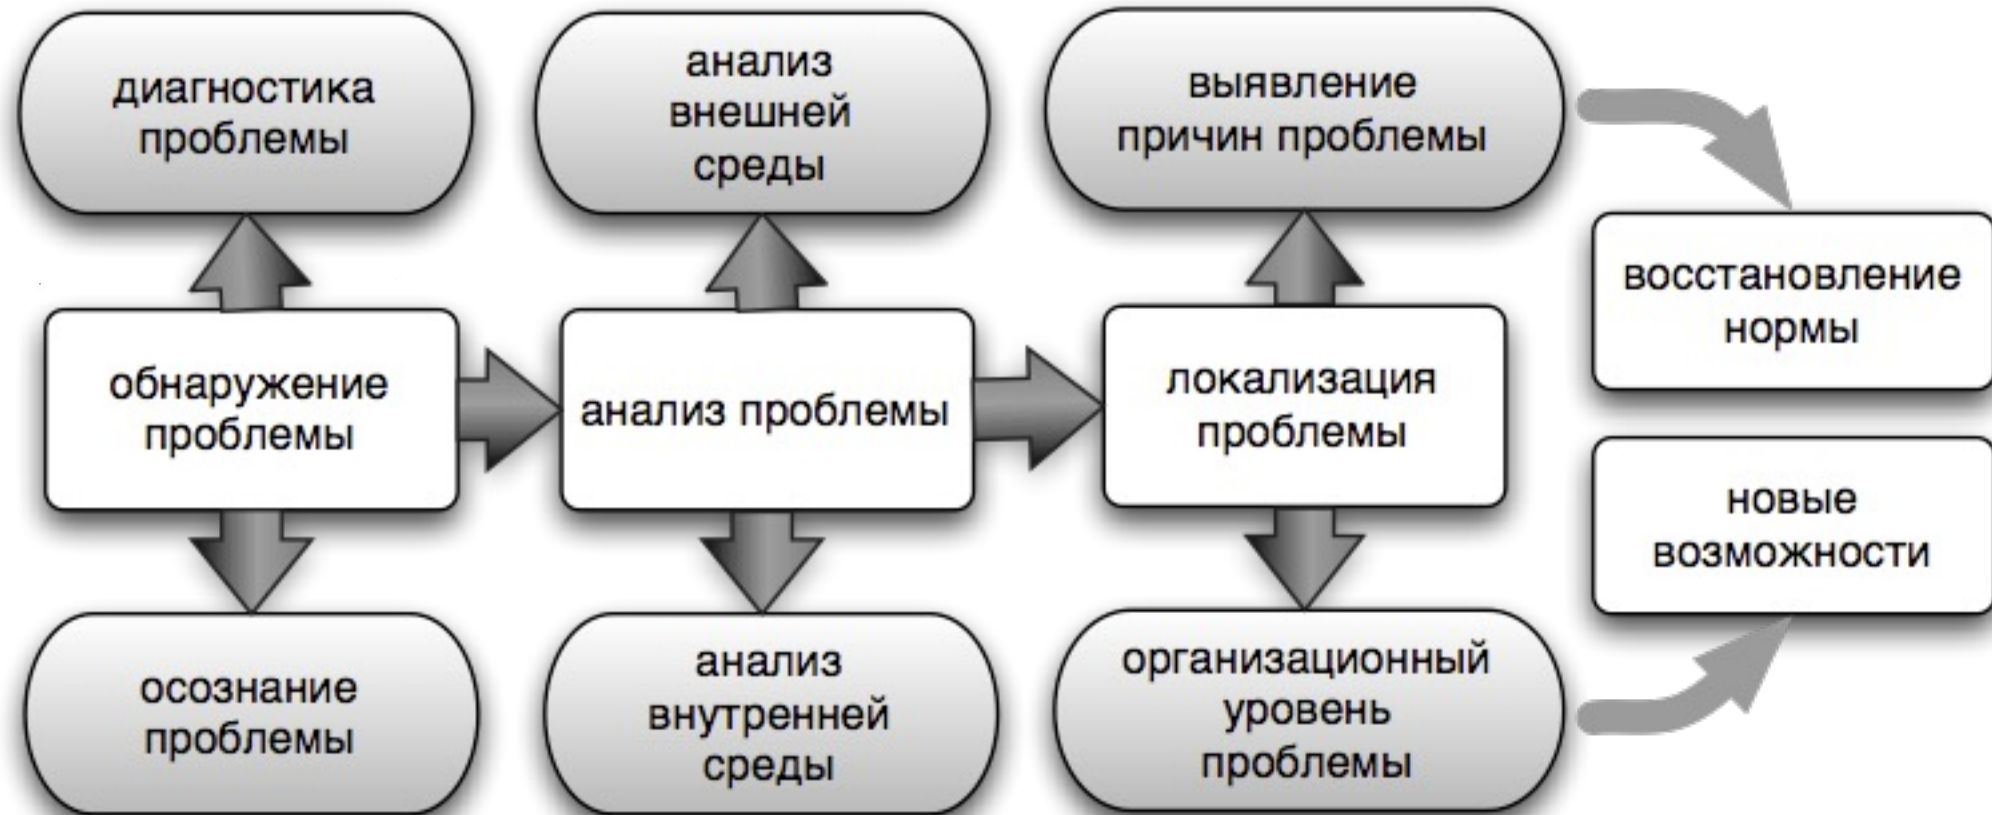 диагностика
проблемы
анализ
внешней
среды
выявление
причин проблемы
восстановление
нормы
обнаружение
проблемы
анализ проблемы
локализация
проблемы
новые
возможности
осознание
проблемы
анализ
внутренней
среды
организационный
уровень
проблемы